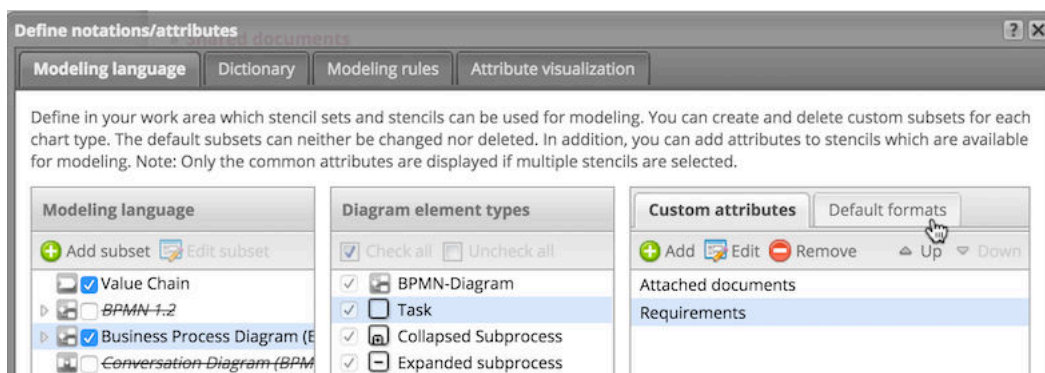 Define notations/attributes
Shared documents
Modeling language Dictionary Modeling rules Attribute visualization
Define in your work area which stencil sets and stencils can be used for modeling. You can create and delete custom subsets for each
chart type. The default subsets can neither be changed nor deleted. In addition, you can add attributes to stencils which are available
for modeling. Note: Only the common attributes are displayed if multiple stencils are selected.
Modeling language
Add subset Edit subset
Value Chain
BPMN 1.2
Business Process Diagram (B
Conversation Diagram (BPM
Diagram element types
Check all Uncheck all
BPMN-Diagram
Task
Collapsed Subprocess
Expanded subprocess
Custom attributes Default formats
Add Edit Remove Up Down
Attached documents
Requirements